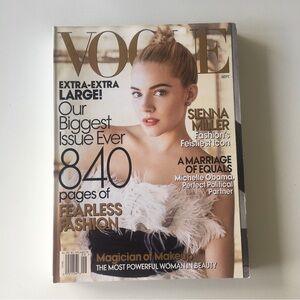 VOGUE
SEPT
EXTRA-EXTRA
LARGE!
Our
Biggest
Issue Ever
840
pages of
FEARLESS
FASHION
SIENNA
MILLER
Fashion's
Feistiest Icon
A MARRIAGE
OF EQUALS
Michelle Obama:
Perfect Political
Partner
Magician of Makeup
THE MOST POWERFUL WOMAN IN BEAUTY